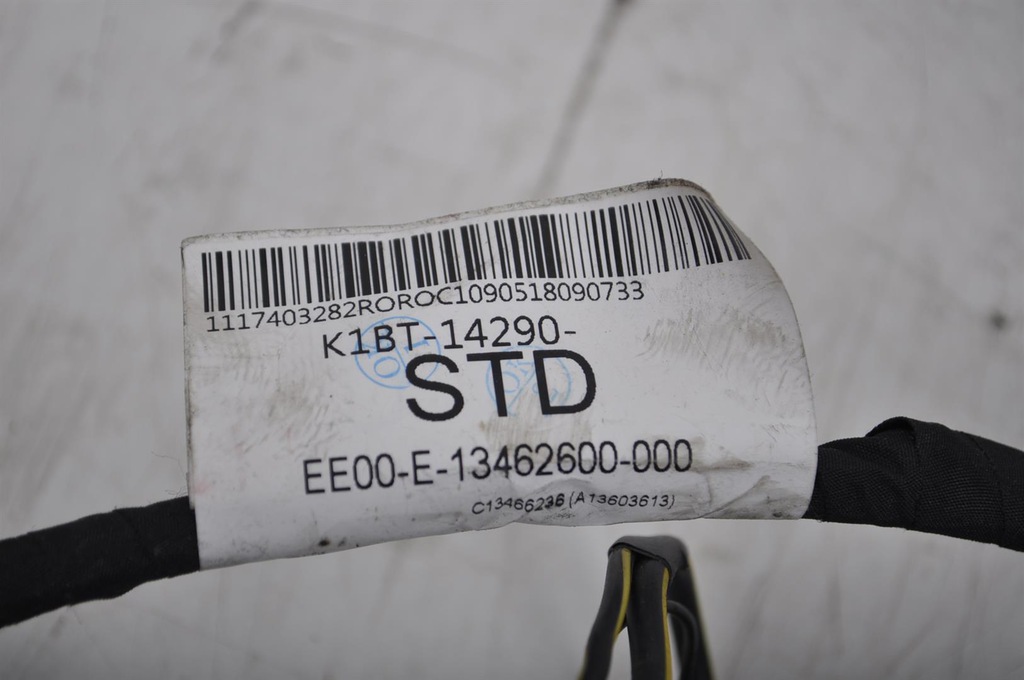 1117403282ROROC1090518090733
K1BT-14290-
STD
EE00-E-13462600-000
C13466236 (A13603613)